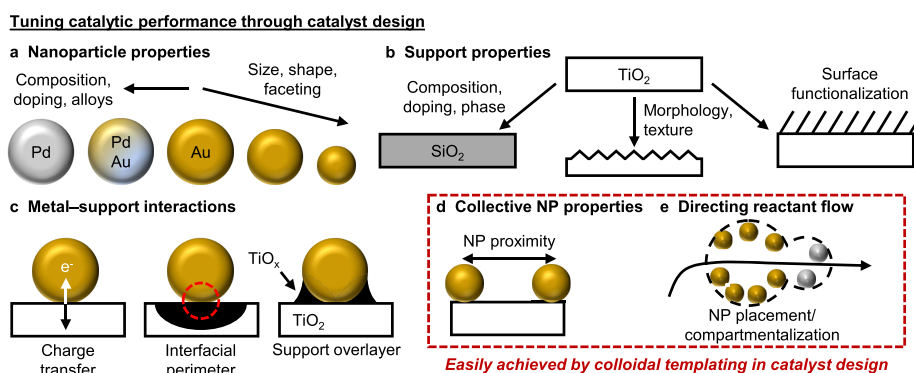 Tuning catalytic performance through catalyst design
a Nanoparticle properties
Composition,
doping, alloys
Size, shape,
faceting
Pd
Pd
Au
Au
b Support properties
TiO2
Composition,
doping, phase
Morphology,
texture
Surface
functionalization
SiO2
c Metal–support interactions
e-
TiOx
TiO2
Charge
transfer
Interfacial
perimeter
Support overlayer
d Collective NP properties
NP proximity
e Directing reactant flow
NP placement/
compartmentalization
Easily achieved by colloidal templating in catalyst design